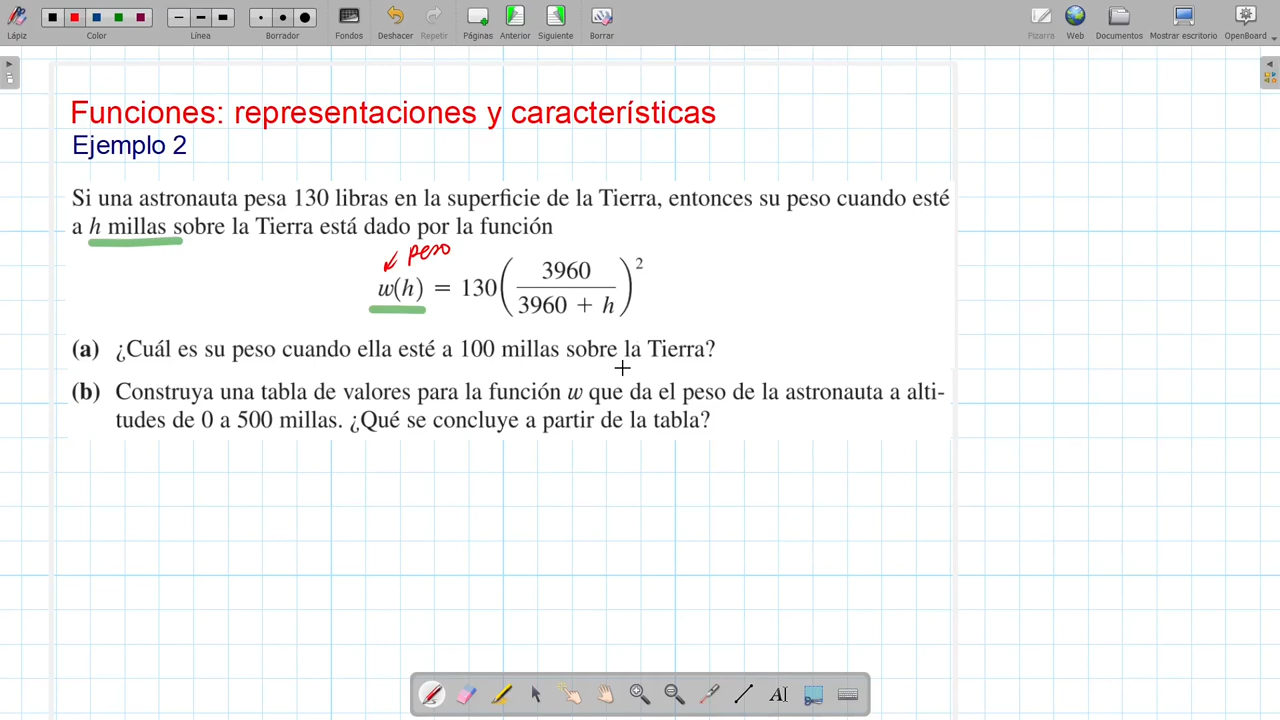 Lápiz Color Línea Borrador Fondos Deshacer Repetir Páginas Anterior Siguiente Borrar Pizarra Web Documentos Mostrar escritorio OpenBoard
Funciones: representaciones y características
Ejemplo 2
Si una astronauta pesa 130 libras en la superficie de la Tierra, entonces su peso cuando esté
a h millas sobre la Tierra está dado por la función
peso
w(h) = 130(3960 / (3960 + h))²
(a) ¿Cuál es su peso cuando ella esté a 100 millas sobre la Tierra?
(b) Construya una tabla de valores para la función w que da el peso de la astronauta a alti-
tudes de 0 a 500 millas. ¿Qué se concluye a partir de la tabla?
AI